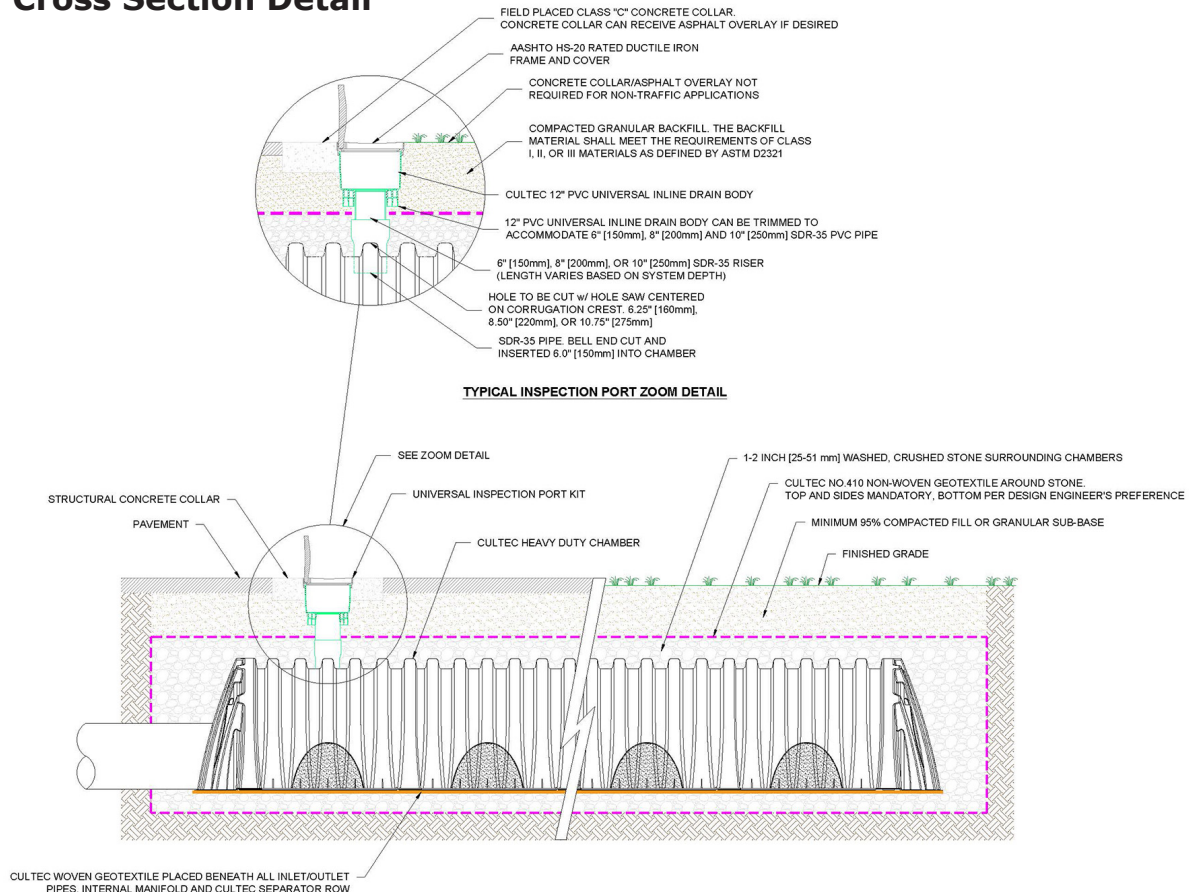 Cross Section Detail
FIELD PLACED CLASS "C" CONCRETE COLLAR.
CONCRETE COLLAR CAN RECEIVE ASPHALT OVERLAY IF DESIRED
AASHTO HS-20 RATED DUCTILE IRON
FRAME AND COVER
CONCRETE COLLAR/ASPHALT OVERLAY NOT
REQUIRED FOR NON-TRAFFIC APPLICATIONS
COMPACTED GRANULAR BACKFILL. THE BACKFILL
MATERIAL SHALL MEET THE REQUIREMENTS OF CLASS
I, II, OR III MATERIALS AS DEFINED BY ASTM D2321
CULTEC 12" PVC UNIVERSAL INLINE DRAIN BODY
12" PVC UNIVERSAL INLINE DRAIN BODY CAN BE TRIMMED TO
ACCOMMODATE 6" [150mm], 8" [200mm] AND 10" [250mm] SDR-35 PVC PIPE
6" [150mm], 8" [200mm], OR 10" [250mm] SDR-35 RISER
(LENGTH VARIES BASED ON SYSTEM DEPTH)
HOLE TO BE CUT w/ HOLE SAW CENTERED
ON CORRUGATION CREST. 6.25" [160mm],
8.50" [220mm], OR 10.75" [275mm]
SDR-35 PIPE. BELL END CUT AND
INSERTED 6.0" [150mm] INTO CHAMBER
TYPICAL INSPECTION PORT ZOOM DETAIL
SEE ZOOM DETAIL
1-2 INCH [25-51 mm] WASHED, CRUSHED STONE SURROUNDING CHAMBERS
CULTEC NO.410 NON-WOVEN GEOTEXTILE AROUND STONE.
TOP AND SIDES MANDATORY, BOTTOM PER DESIGN ENGINEER'S PREFERENCE
STRUCTURAL CONCRETE COLLAR
UNIVERSAL INSPECTION PORT KIT
PAVEMENT
MINIMUM 95% COMPACTED FILL OR GRANULAR SUB-BASE
CULTEC HEAVY DUTY CHAMBER
FINISHED GRADE
CULTEC WOVEN GEOTEXTILE PLACED BENEATH ALL INLET/OUTLET
PIPES, INTERNAL MANIFOLD AND CULTEC SEPARATOR ROW